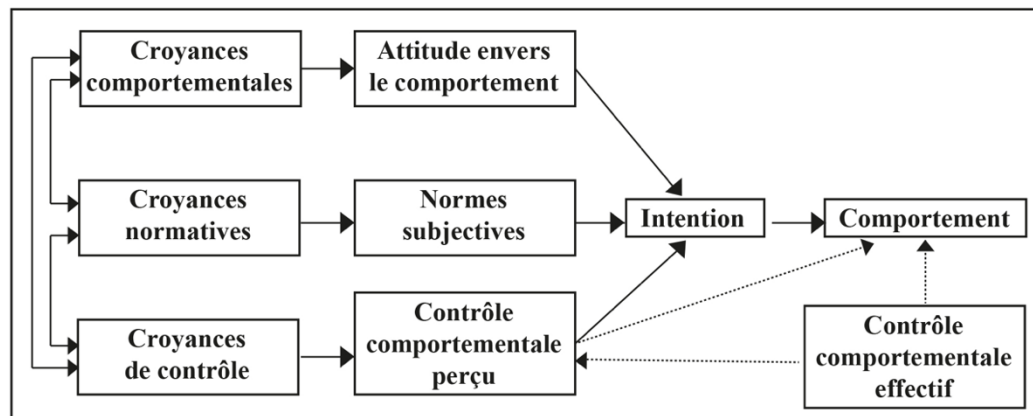 Croyances
comportementales
Attitude envers
le comportement
Croyances
normatives
Normes
subjectives
Intention
Comportement
Croyances
de contrôle
Contrôle
comportementale
perçu
Contrôle
comportementale
effectif